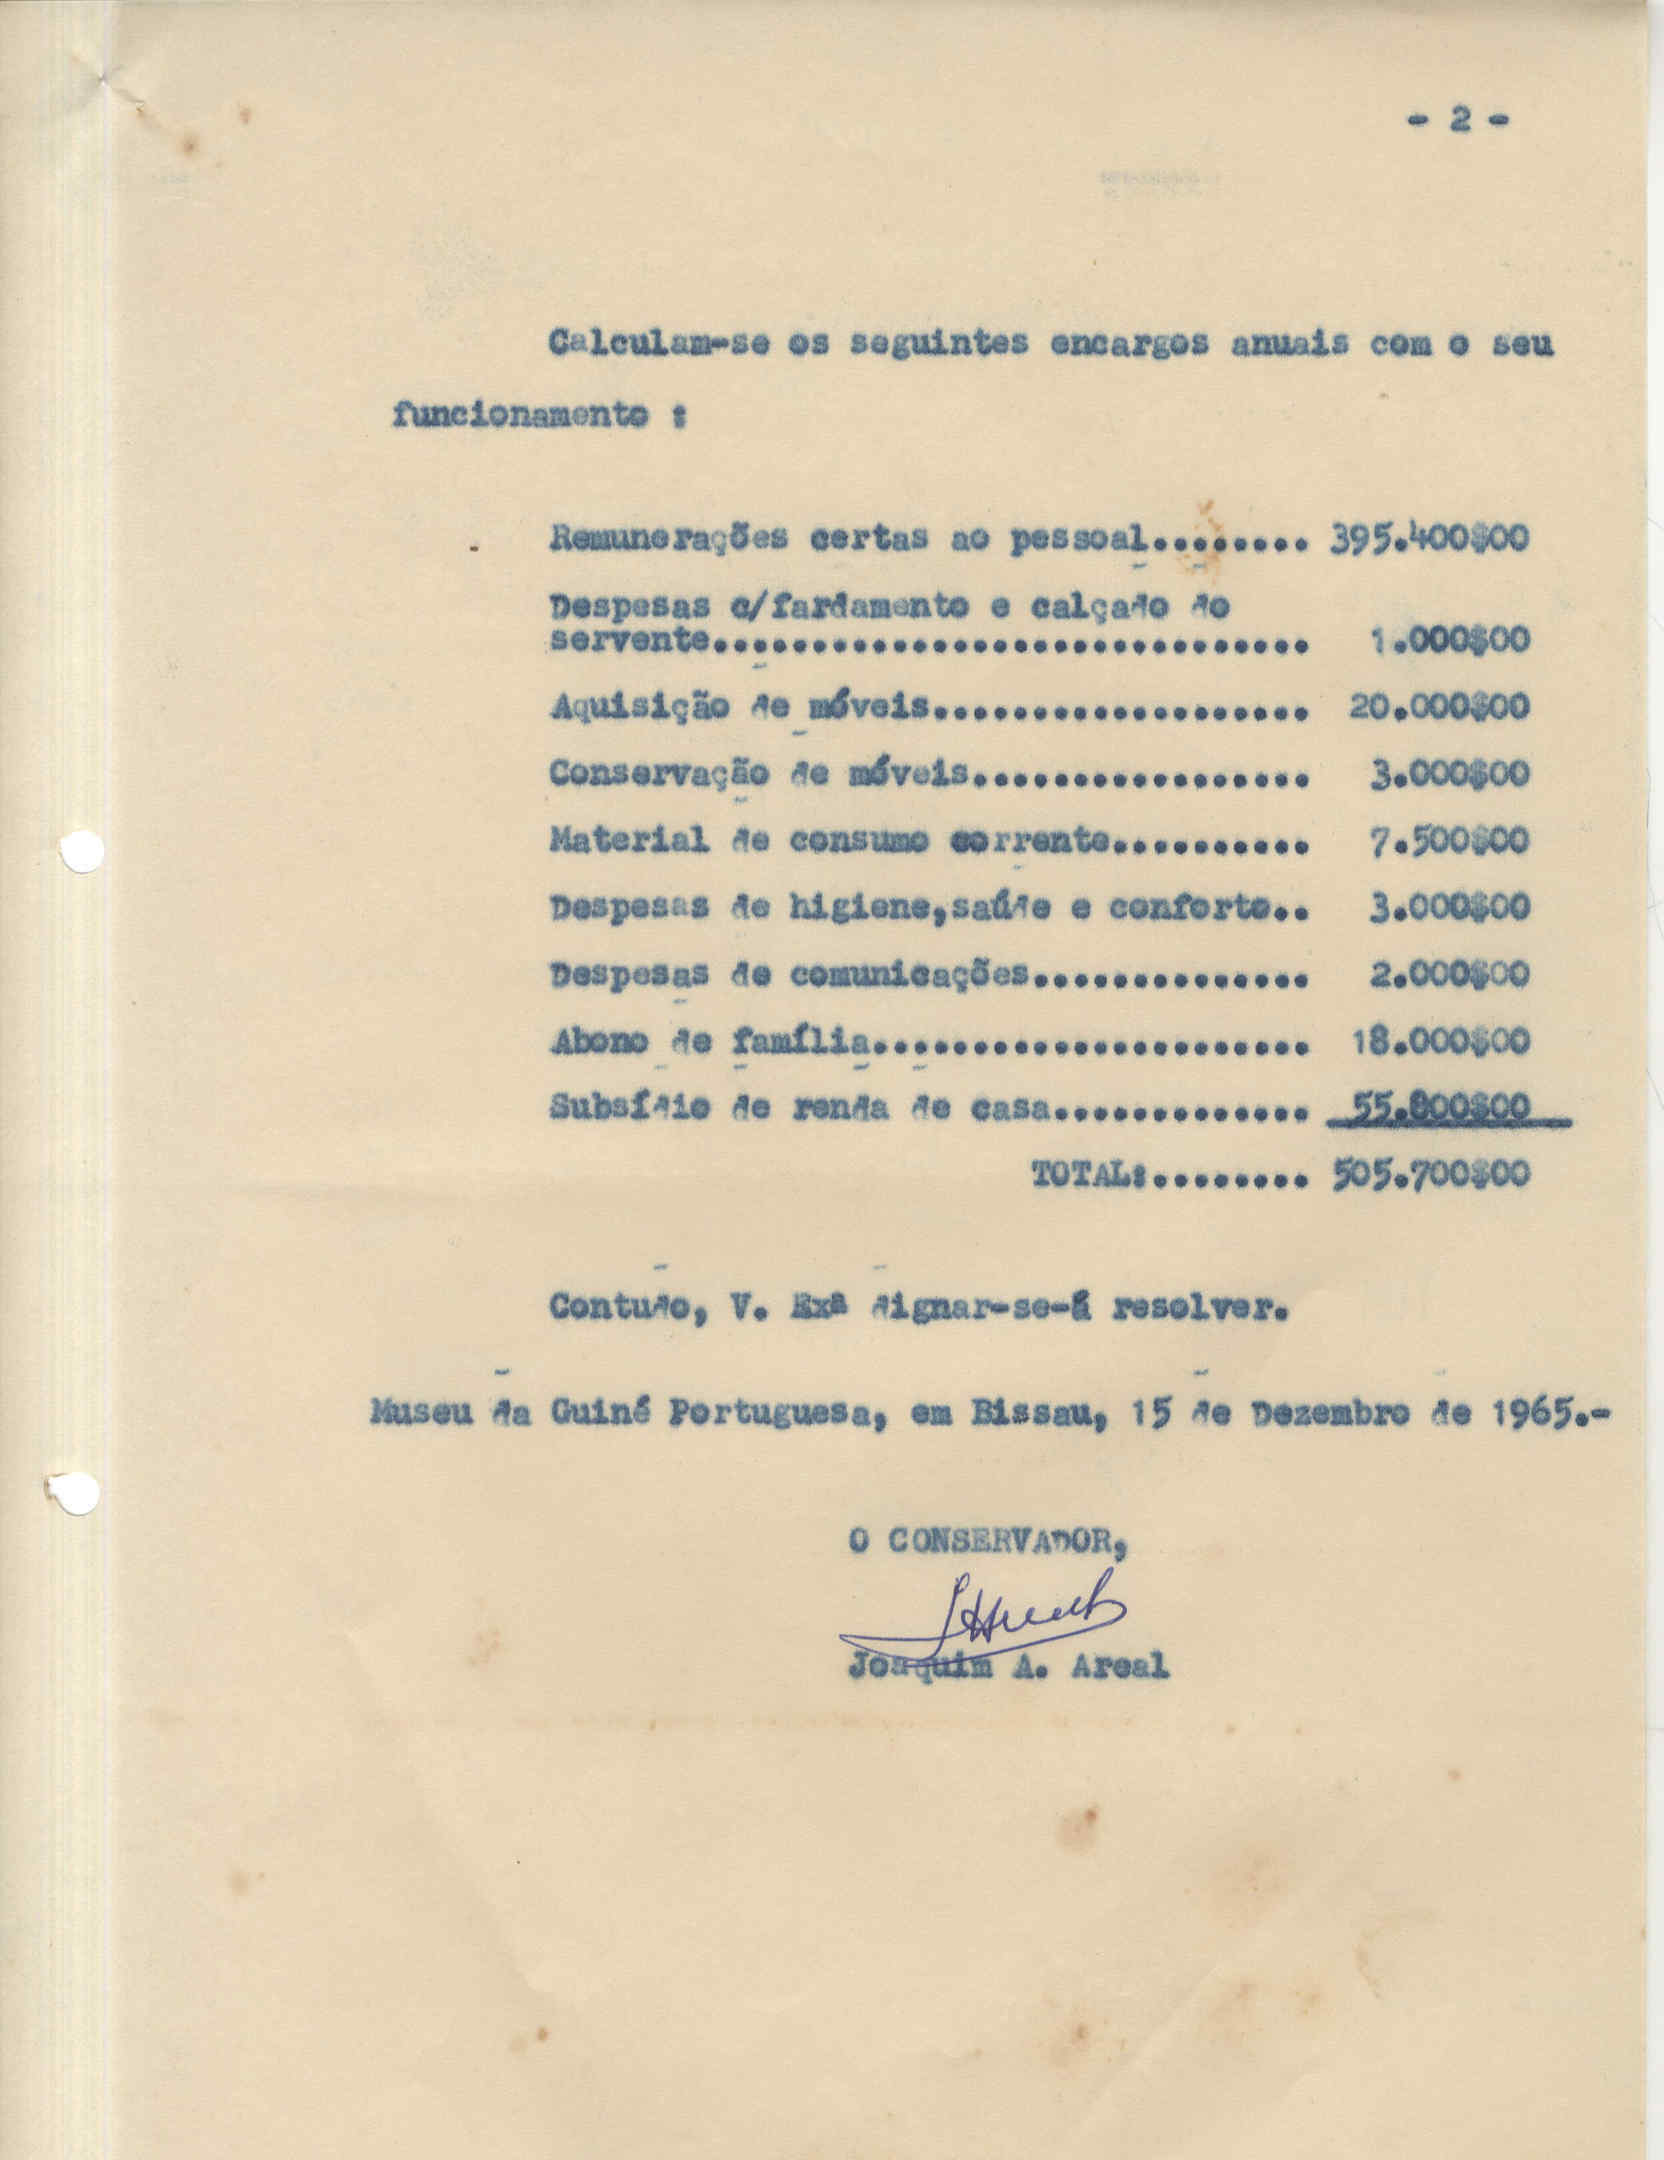 - 2 -
Calculam-se os seguintes encargos anuais com o seu
funcionamento :
Remunerações certas ao pessoal........ 395.400$00
Despesas c/fardamento e calçado do
servente.............................. 1.000$00
Aquisição de móveis................... 20.000$00
Conservação de móveis................. 3.000$00
Material de consumo corrente.......... 7.500$00
Despesas de higiene,saúde e conforto.. 3.000$00
Despesas de comunicações.............. 2.000$00
Abono de família...................... 18.000$00
Subsídio de renda de casa............. 55.800$00
TOTAL:........ 505.700$00
Contudo, V. Exª dignar-se-á resolver.
Museu da Guiné Portuguesa, em Bissau, 15 de Dezembro de 1965.-
O CONSERVADOR,
Joaquim A. Areal